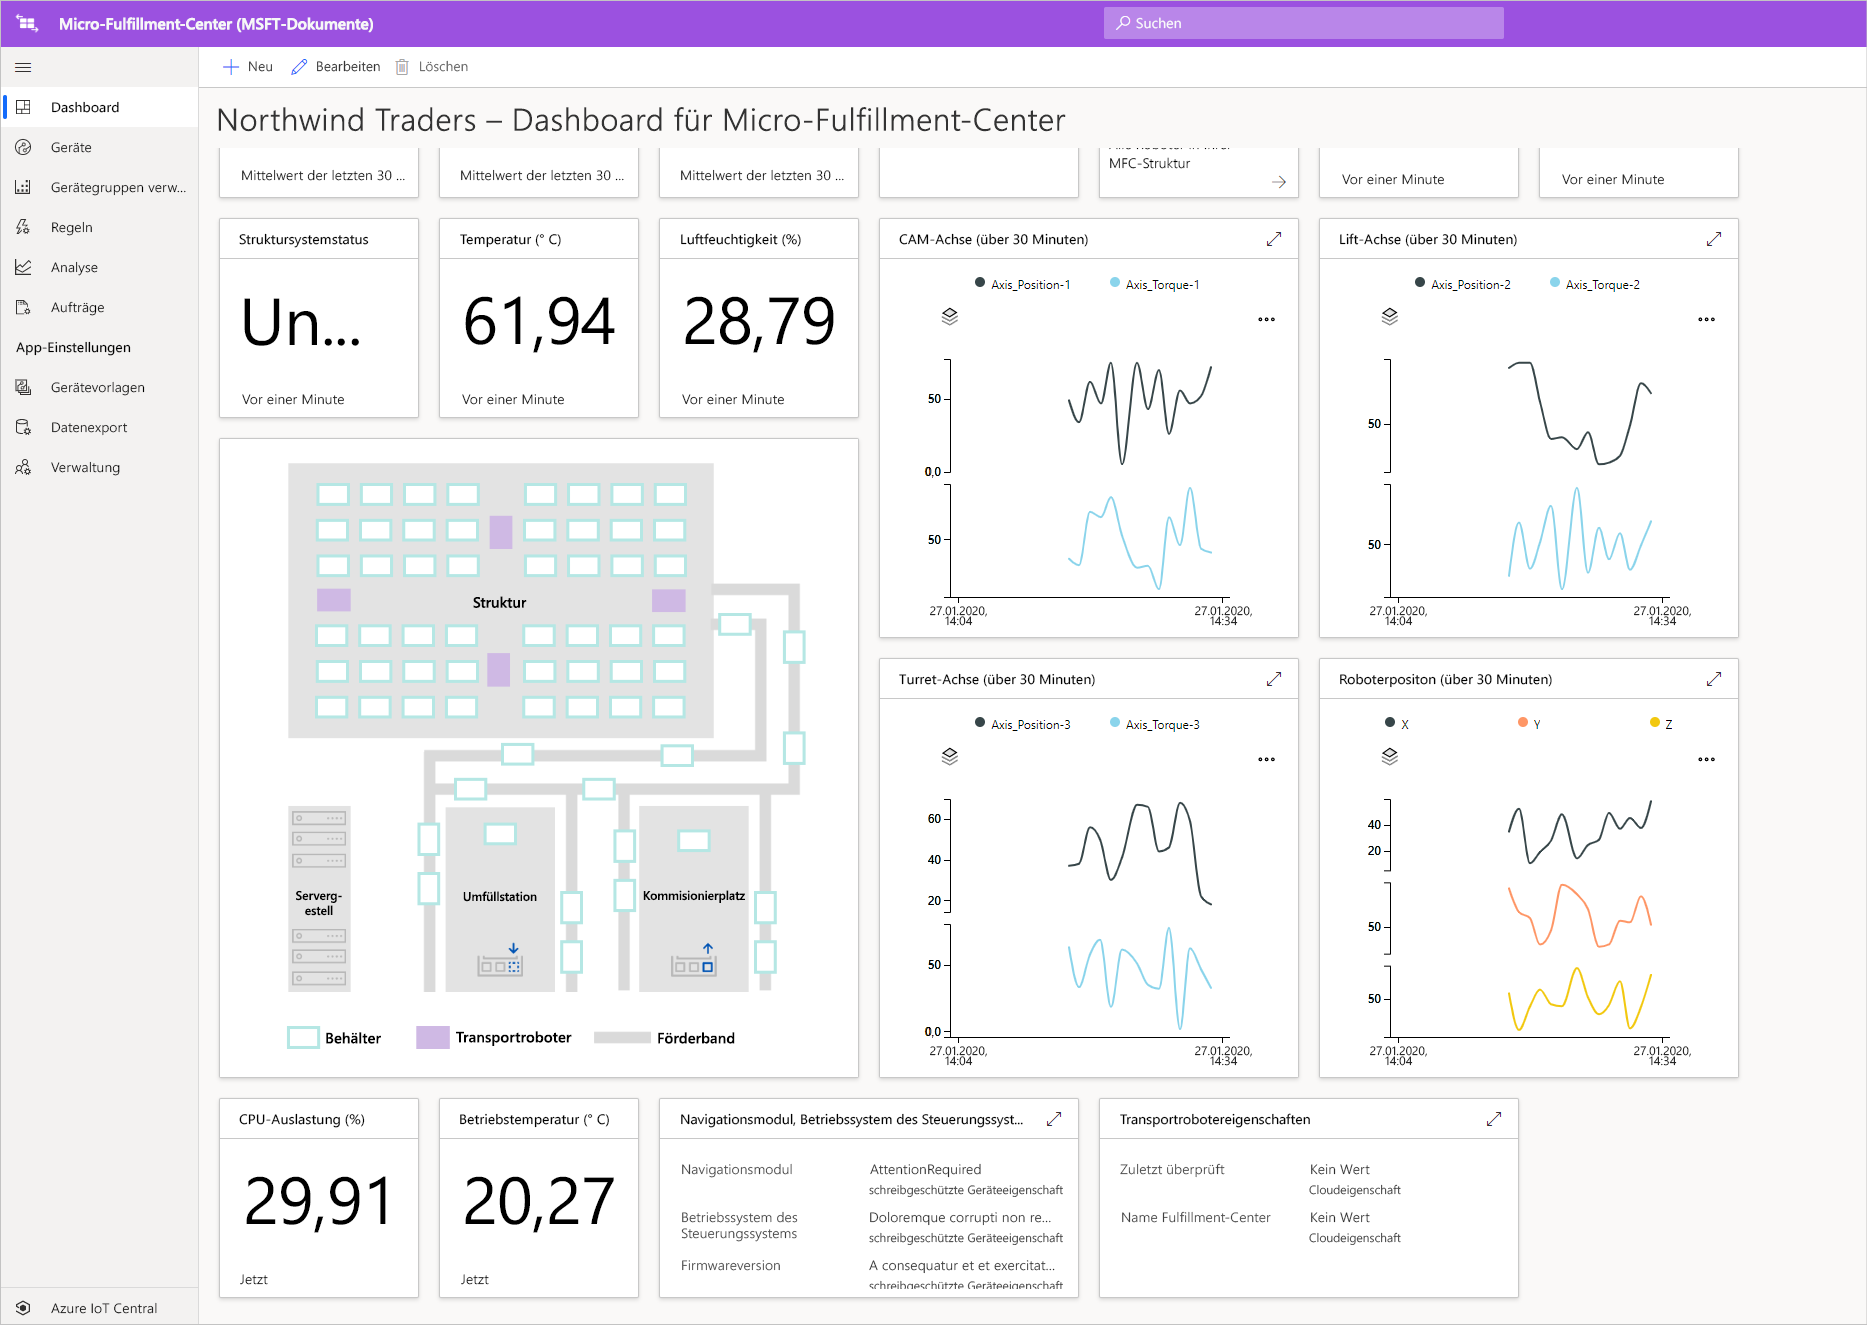 Micro-Fulfillment-Center (MSFT-Dokumente)
Suchen
Neu
Bearbeiten
Löschen
Dashboard
Geräte
Gerätegruppen verw...
Regeln
Analyse
Aufträge
App-Einstellungen
Gerätevorlagen
Datenexport
Verwaltung
Azure IoT Central
Northwind Traders – Dashboard für Micro-Fulfillment-Center
Mittelwert der letzten 30 ...
Mittelwert der letzten 30 ...
Mittelwert der letzten 30 ...
MFC-Struktur
Vor einer Minute
Vor einer Minute
Struktursystemstatus
Un...
Vor einer Minute
Temperatur (° C)
61,94
Vor einer Minute
Luftfeuchtigkeit (%)
28,79
Vor einer Minute
CAM-Achse (über 30 Minuten)
Axis_Position-1
Axis_Torque-1
50
0,0
50
27.01.2020,
14:04
27.01.2020,
14:34
Lift-Achse (über 30 Minuten)
Axis_Position-2
Axis_Torque-2
50
50
27.01.2020,
14:04
27.01.2020,
14:34
Struktur
Serverg-
estell
Umfüllstation
Kommisionierplatz
Behälter
Transportroboter
Förderband
Turret-Achse (über 30 Minuten)
Axis_Position-3
Axis_Torque-3
60
40
20
50
0,0
27.01.2020,
14:04
27.01.2020,
14:34
Roboterpositon (über 30 Minuten)
X
Y
Z
40
20
50
50
27.01.2020,
14:04
27.01.2020,
14:34
CPU-Auslastung (%)
29,91
Jetzt
Betriebstemperatur (° C)
20,27
Jetzt
Navigationsmodul, Betriebssystem des Steuerungssyst...
Navigationsmodul
AttentionRequired
schreibgeschützte Geräteeigenschaft
Betriebssystem des
Steuerungssystems
Doloremque corrupti non re...
schreibgeschützte Geräteeigenschaft
Firmwareversion
A consequatur et et exercitat...
schreibgeschützte Geräteeigenschaft
Transportrobotereigenschaften
Zuletzt überprüft
Kein Wert
Cloudeigenschaft
Name Fulfillment-Center
Kein Wert
Cloudeigenschaft